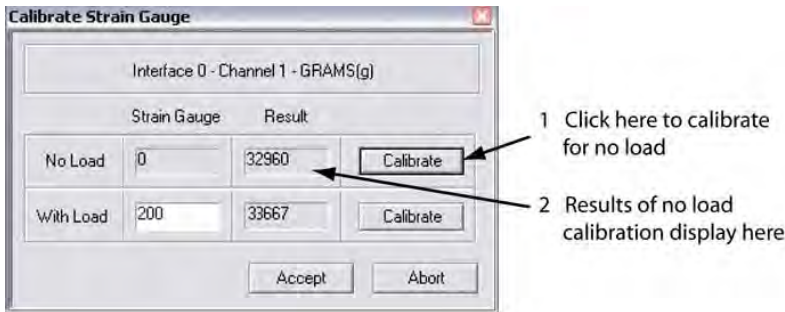 Calibrate Strain Gauge
Interface 0 - Channel 1 - GRAMS(g)
Strain Gauge Result
No Load 0 32960 Calibrate
With Load 200 33667 Calibrate
Accept Abort
1 Click here to calibrate
for no load
2 Results of no load
calibration display here